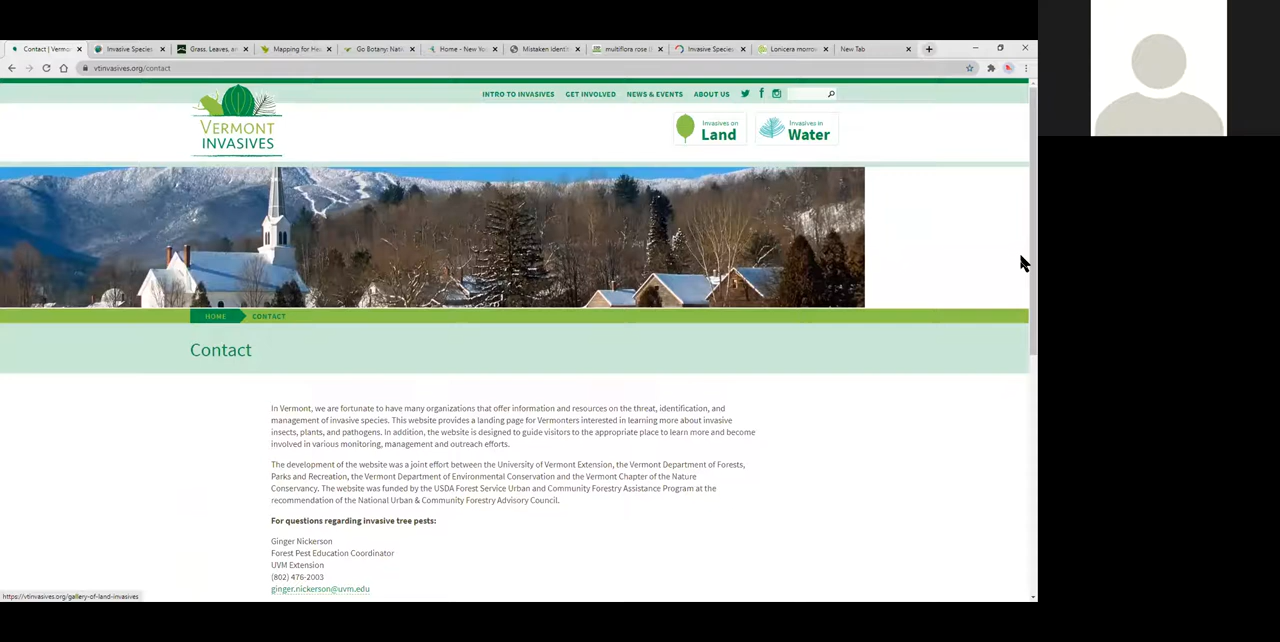 Contact | Vermo
Invasive Species
Grass, Leaves, an
Mapping for He
Go Botany: Nati
Home - New Yo
Mistaken Identi
multiflora rose (
Invasive Species
Lonicera morrow
New Tab
vtinvasives.org/contact
INTRO TO INVASIVES
GET INVOLVED
NEWS & EVENTS
ABOUT US
VERMONT
INVASIVES
Invasives on
Land
Invasives in
Water
HOME
CONTACT
Contact
In Vermont, we are fortunate to have many organizations that offer information and resources on the threat, identification, and
management of invasive species. This website provides a landing page for Vermonters interested in learning more about invasive
insects, plants, and pathogens. In addition, the website is designed to guide visitors to the appropriate place to learn more and become
involved in various monitoring, management and outreach efforts.
The development of the website was a joint effort between the University of Vermont Extension, the Vermont Department of Forests,
Parks and Recreation, the Vermont Department of Environmental Conservation and the Vermont Chapter of the Nature
Conservancy. The website was funded by the USDA Forest Service Urban and Community Forestry Assistance Program at the
recommendation of the National Urban & Community Forestry Advisory Council.
For questions regarding invasive tree pests:
Ginger Nickerson
Forest Pest Education Coordinator
UVM Extension
(802) 476-2003
ginger.nickerson@uvm.edu
https://vtinvasives.org/gallery-of-land-invasives